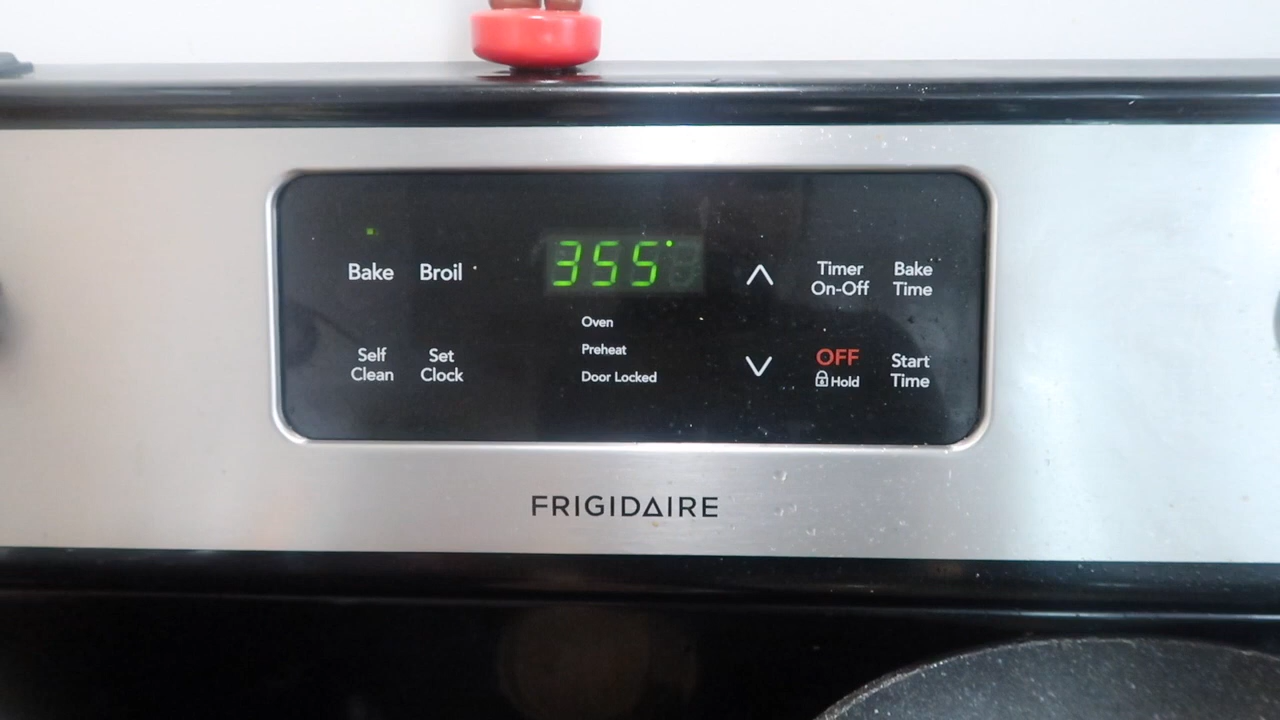 355°
Bake Broil
Timer On-Off
Bake Time
Oven
Preheat
Door Locked
Self Clean
Set Clock
OFF
Hold
Start Time
FRIGIDAIRE